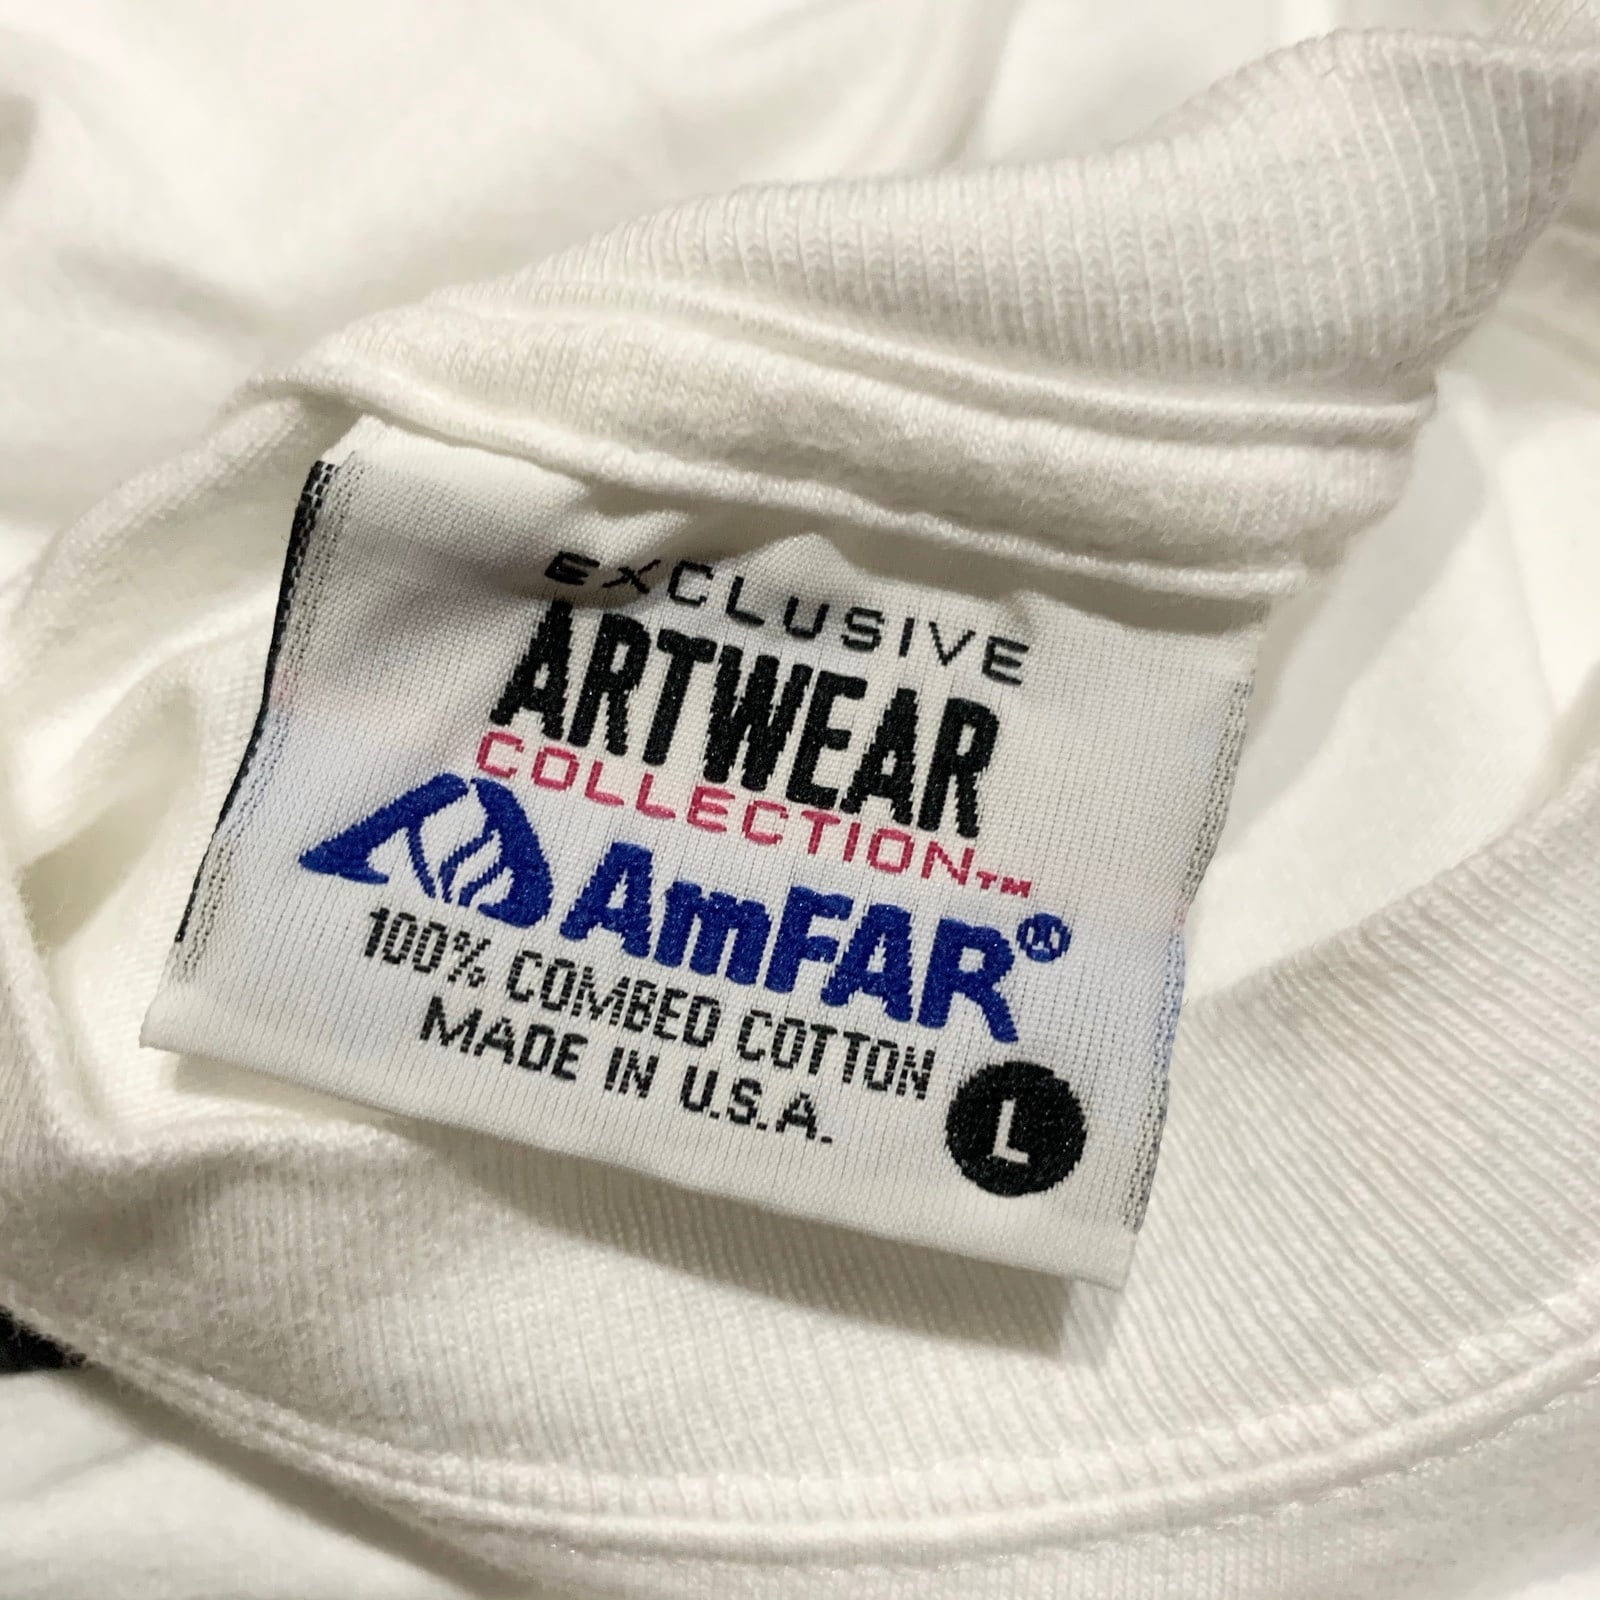 EXCLUSIVE
ARTWEAR
COLLECTION™
AmFAR®
100% COMBED COTTON
MADE IN U.S.A.
L